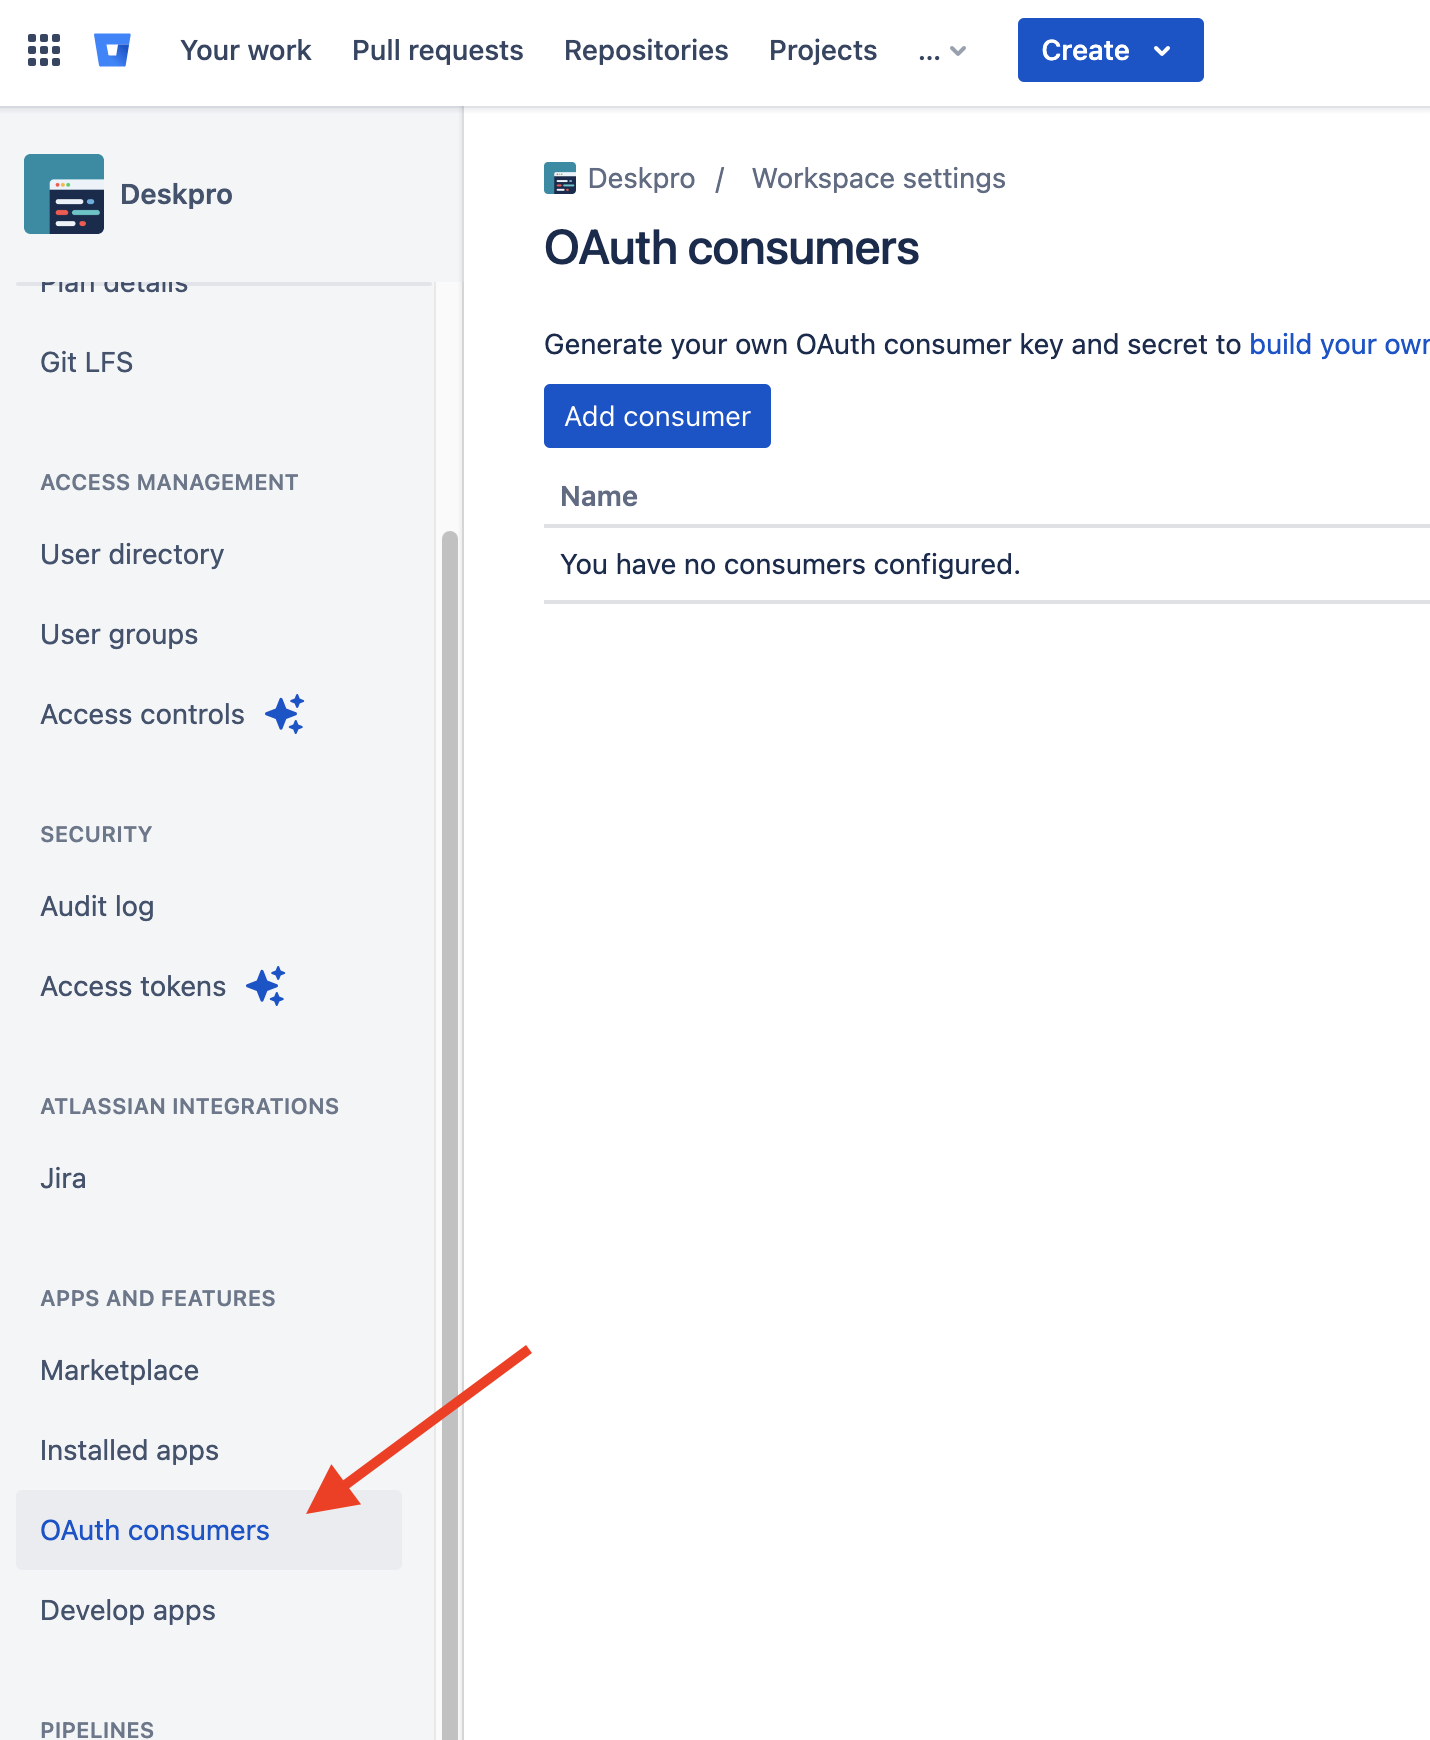 Your work Pull requests Repositories Projects ... Create
Deskpro
Plan details
Git LFS
ACCESS MANAGEMENT
User directory
User groups
Access controls
SECURITY
Audit log
Access tokens
ATLASSIAN INTEGRATIONS
Jira
APPS AND FEATURES
Marketplace
Installed apps
OAuth consumers
Develop apps
PIPELINES
Deskpro / Workspace settings
OAuth consumers
Generate your own OAuth consumer key and secret to build your own
Add consumer
Name
You have no consumers configured.